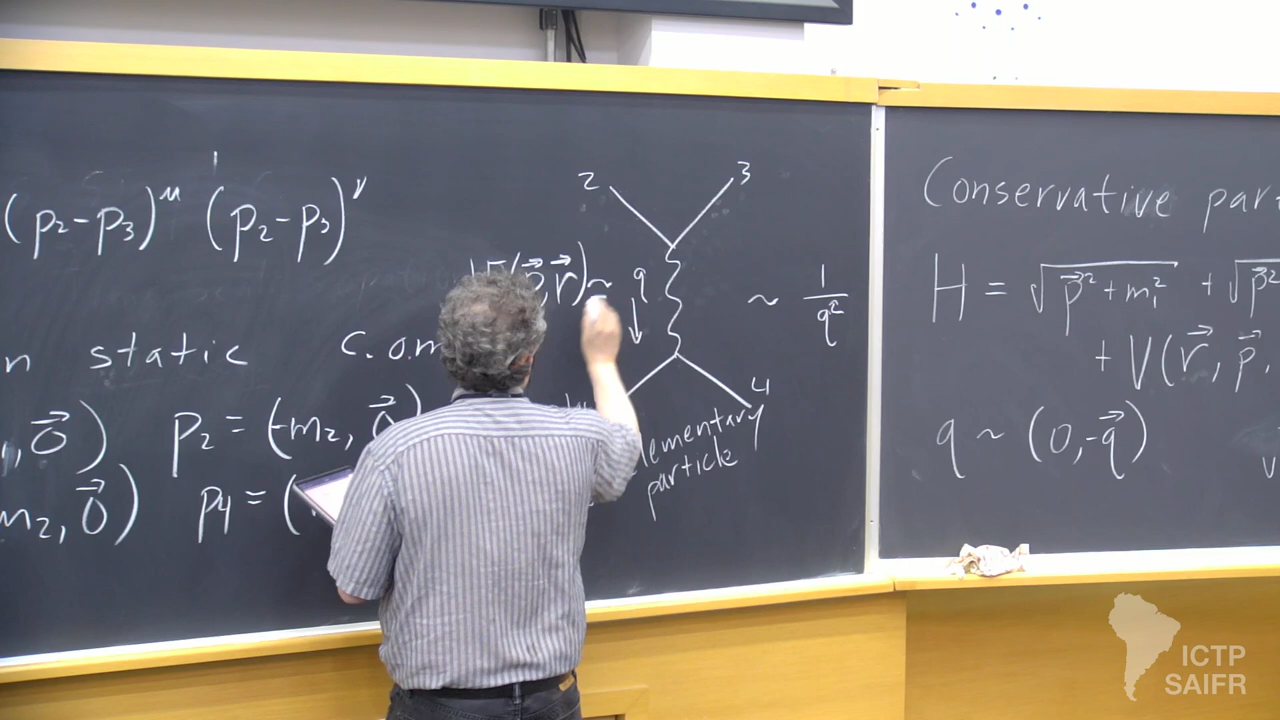 (p₂-p₃)^μ (p₂-p₃)^ν
static c.o.m
0⃗) p₂ = (-m₂, 0⃗)
m₂, 0⃗) p₄ = (
2 3
r⃗) ~ q
4
elementary
particle
~ 1/q²
Conservative par
H = √(p⃗² + m₁²) + √(p⃗²
+ V(r⃗, p⃗,
q ~ (0, -q⃗)
ICTP
SAIFR